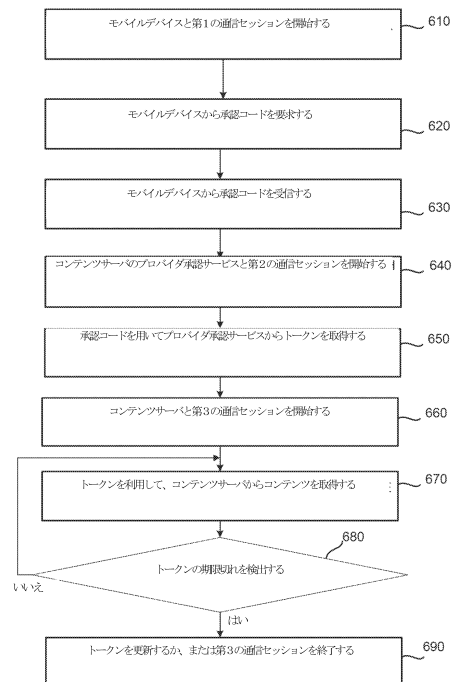 モバイルデバイスと第1の通信セッションを開始する
610
モバイルデバイスから承認コードを要求する
620
モバイルデバイスから承認コードを受信する
630
コンテンツサーバのプロバイダ承認サービスと第2の通信セッションを開始する
640
承認コードを用いてプロバイダ承認サービスからトークンを取得する
650
コンテンツサーバと第3の通信セッションを開始する
660
トークンを利用して、コンテンツサーバからコンテンツを取得する
670
680
トークンの期限切れを検出する
いいえ
はい
トークンを更新するか、または第3の通信セッションを終了する
690